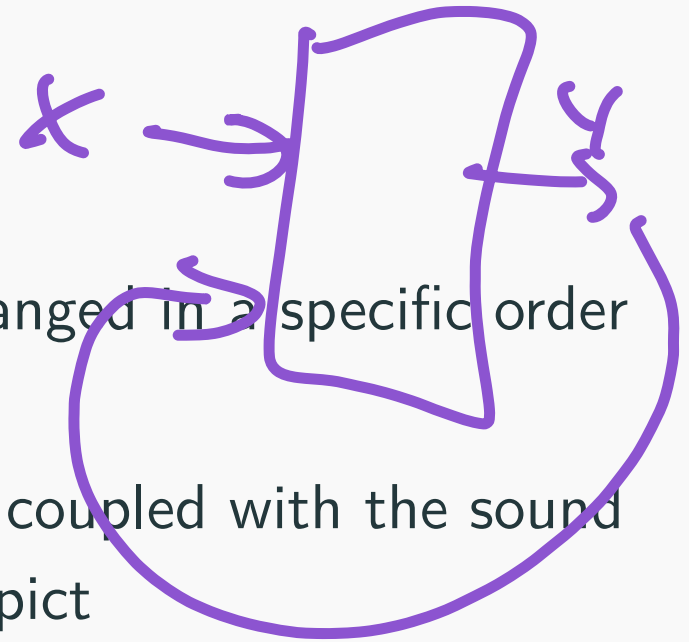 X Y
anged in a specific order
coupled with the sound
pict